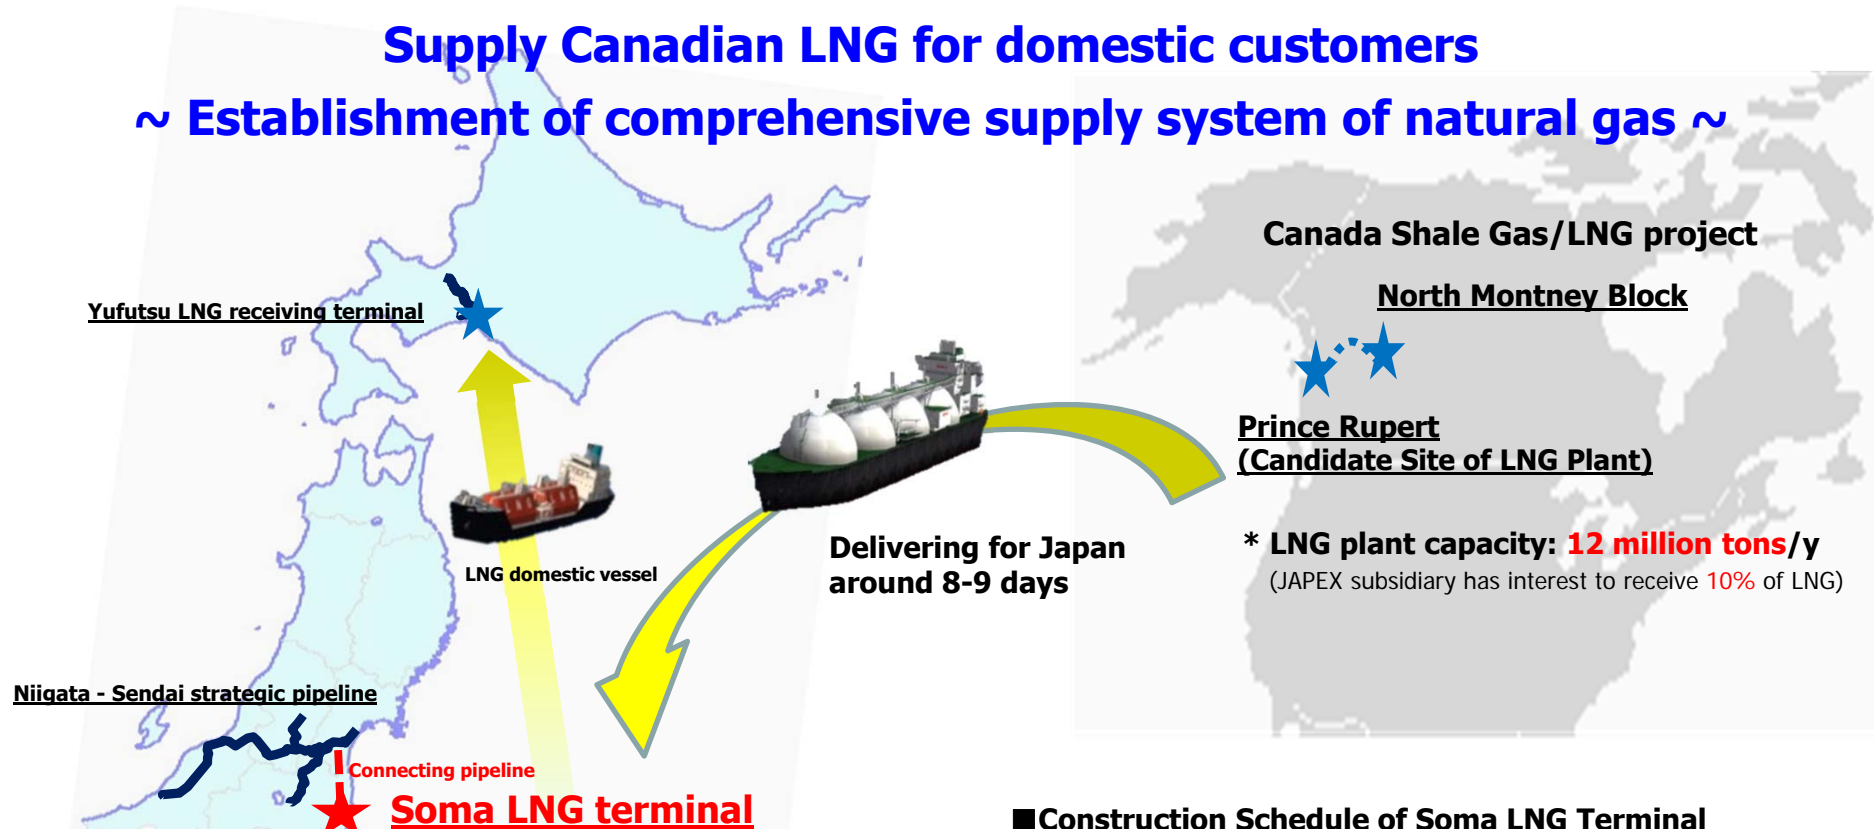 Supply Canadian LNG for domestic customers
~ Establishment of comprehensive supply system of natural gas ~
Canada Shale Gas/LNG project
North Montney Block
Yufutsu LNG receiving terminal
Prince Rupert
(Candidate Site of LNG Plant)
* LNG plant capacity: 12 million tons/y
(JAPEX subsidiary has interest to receive 10% of LNG)
Delivering for Japan
around 8-9 days
LNG domestic vessel
Niigata - Sendai strategic pipeline
Connecting pipeline
Soma LNG terminal
■Construction Schedule of Soma LNG Terminal